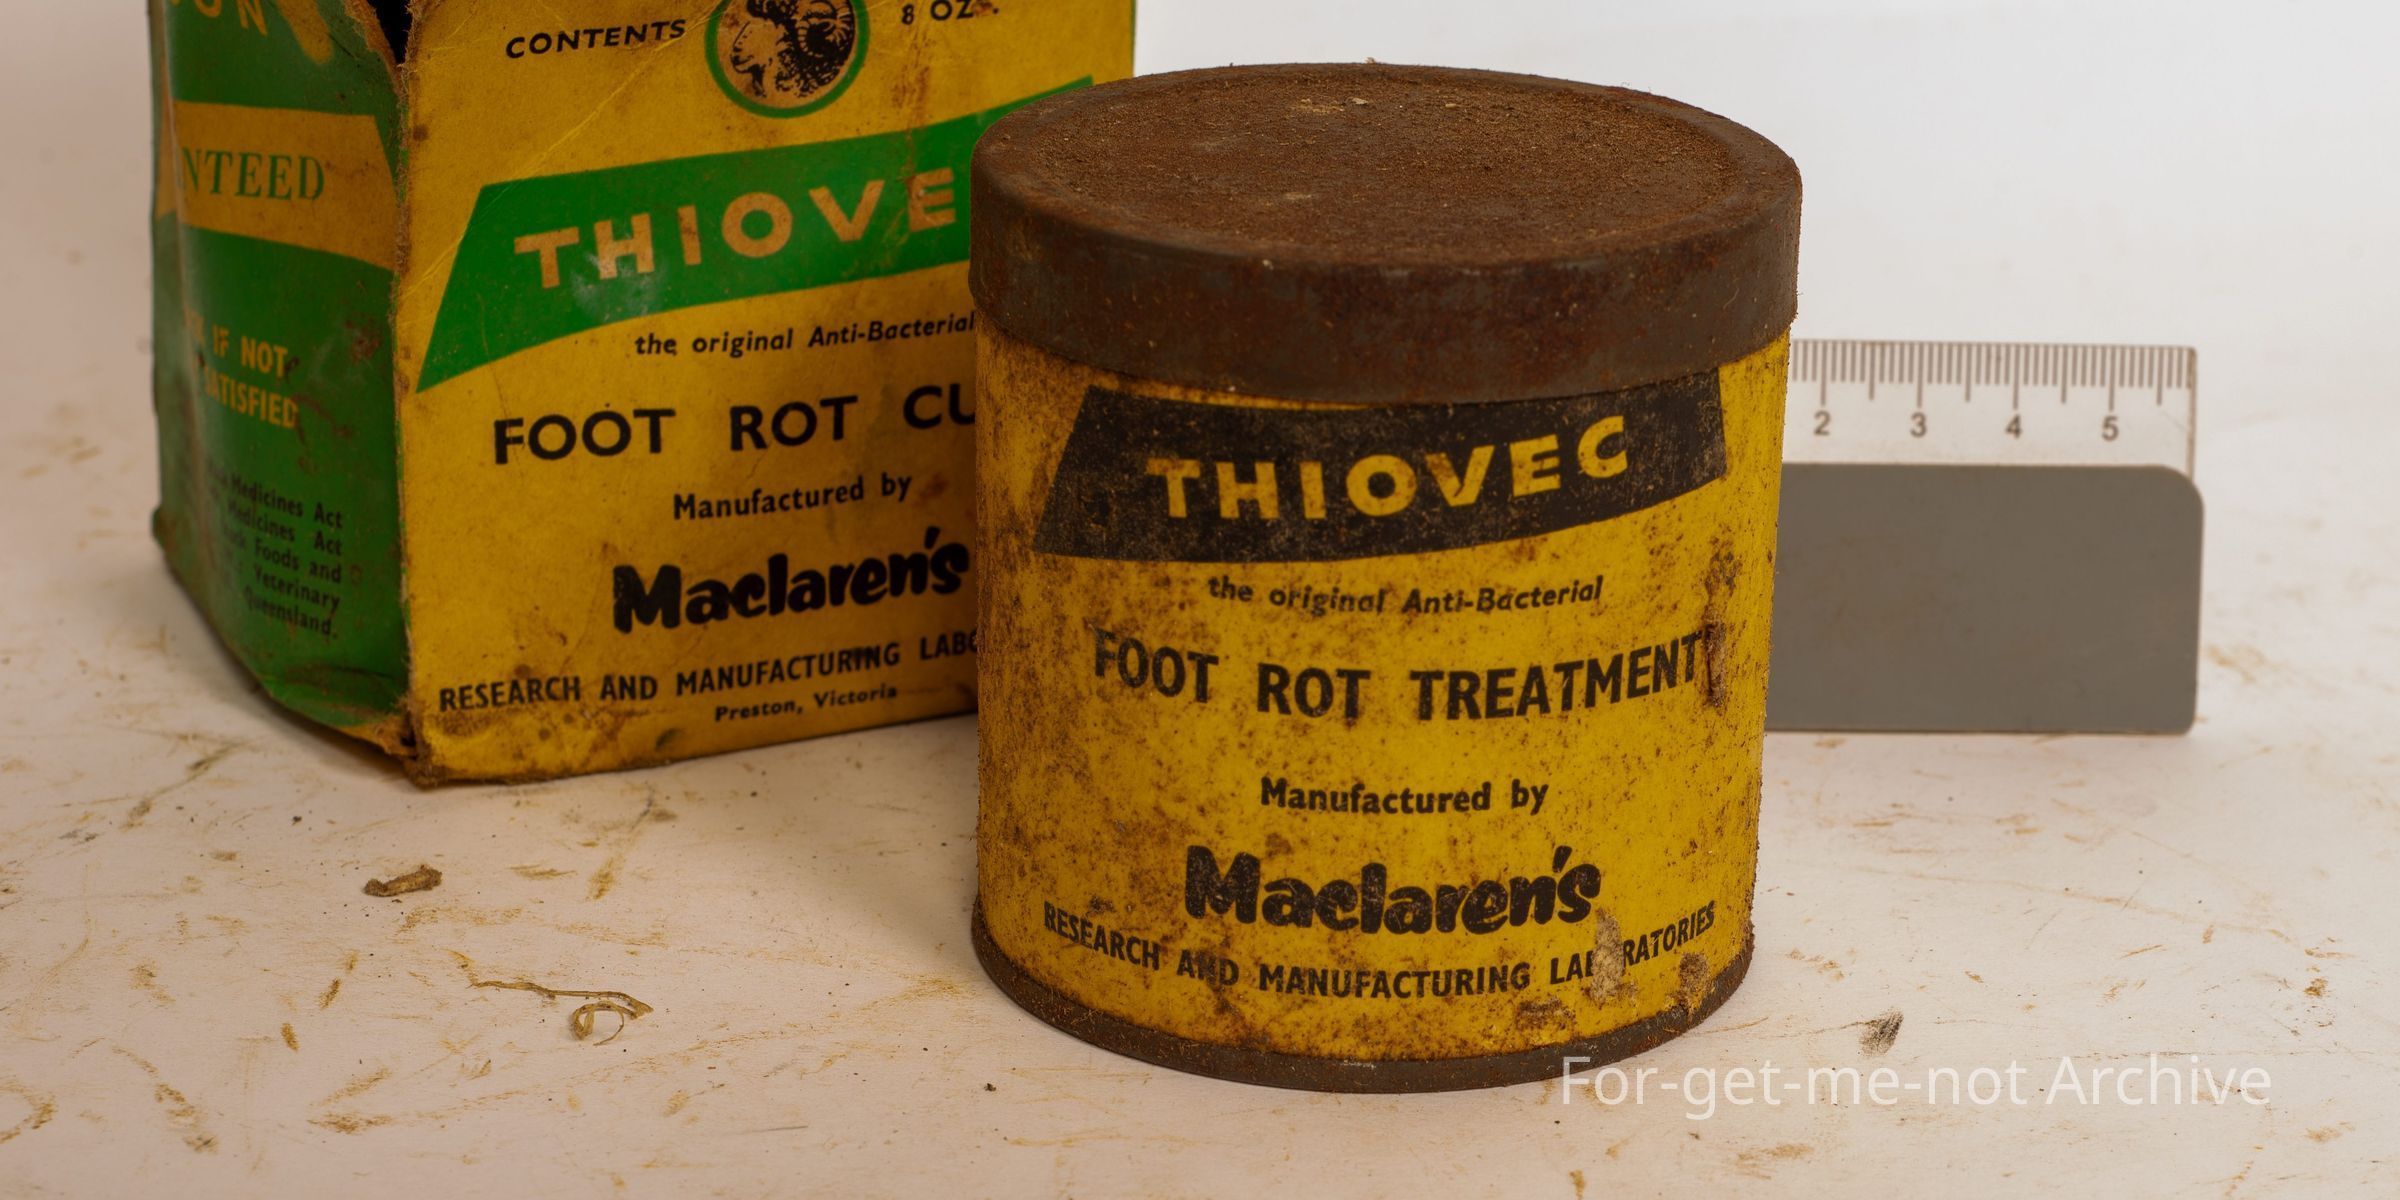 CONTENTS 8 OZ.
THIOVE
the original Anti-Bacterial
FOOT ROT CU
Manufactured by
Maclaren's
RESEARCH AND MANUFACTURING LABO
Preston, Victoria
NTEED
IF NOT
SATISFIED
Medicines Act
Medicines Act
Foods and
Veterinary
Queensland.
THIOVEC
the original Anti-Bacterial
FOOT ROT TREATMENT
Manufactured by
Maclaren's
RESEARCH AND MANUFACTURING LAB RATORIES
2 3 4 5
For-get-me-not Archive